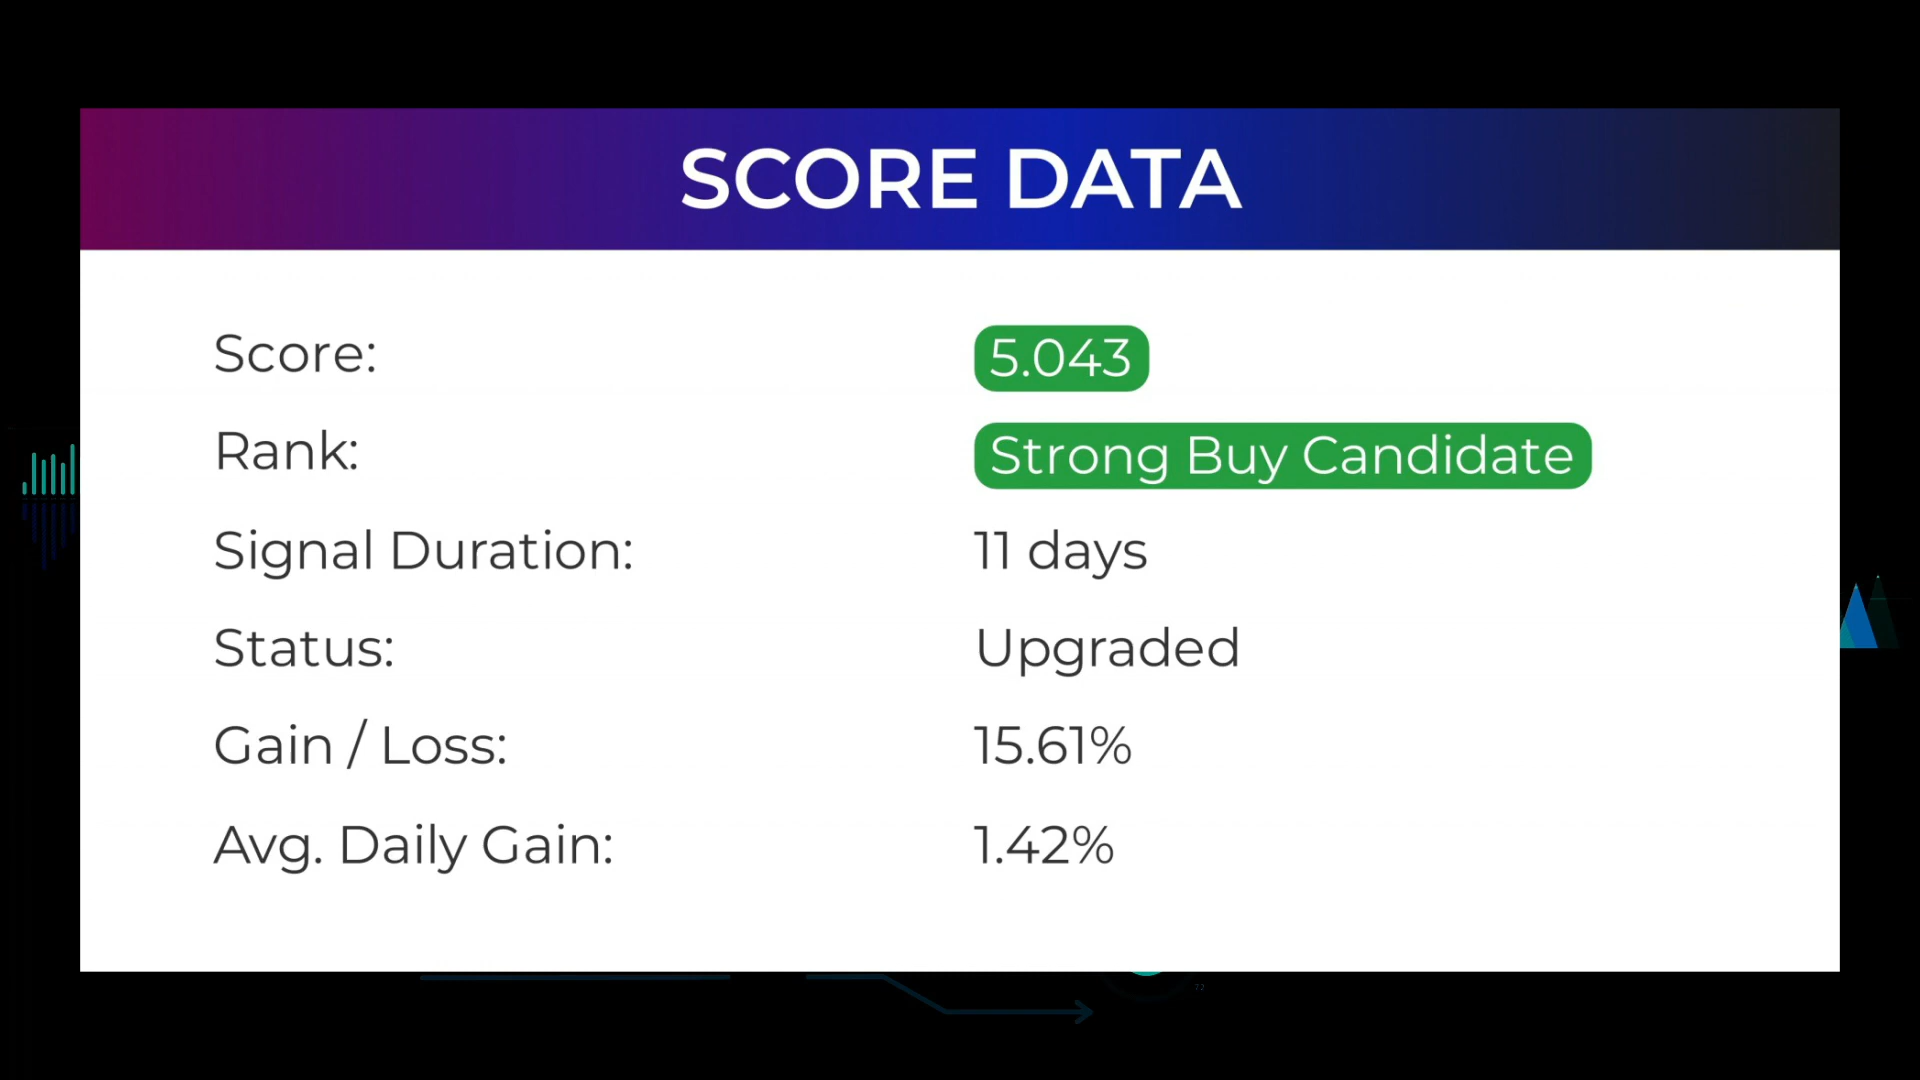 SCORE DATA
Score: 5.043
Rank: Strong Buy Candidate
Signal Duration: 11 days
Status: Upgraded
Gain / Loss: 15.61%
Avg. Daily Gain: 1.42%
72